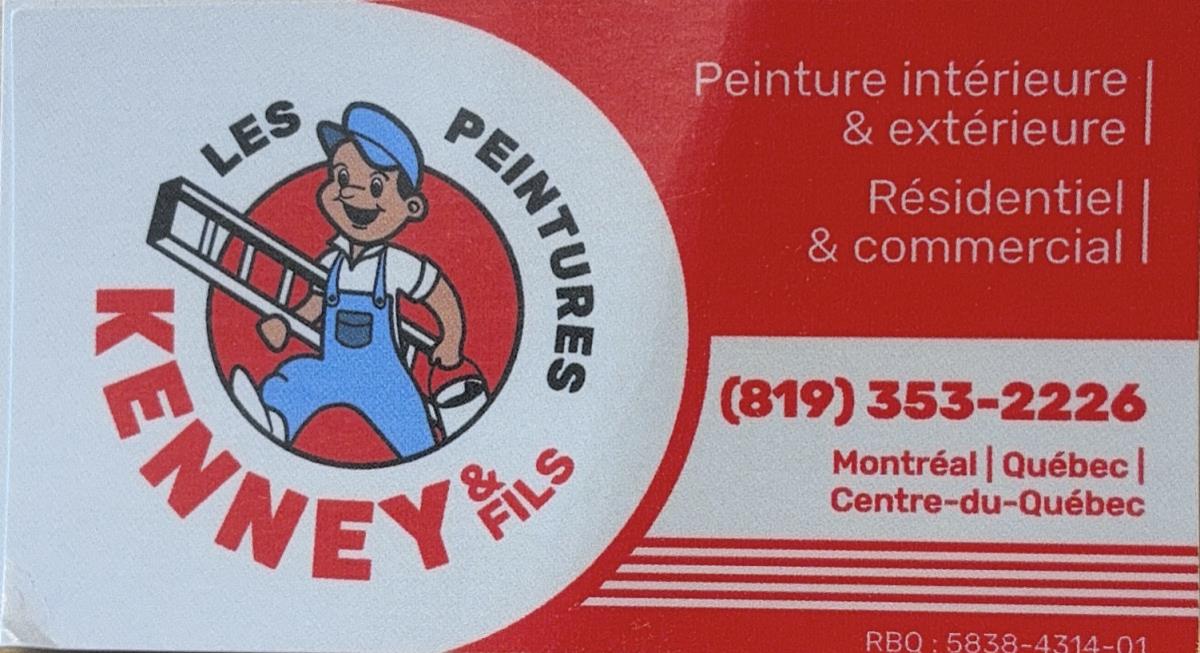 LES PEINTURES
KENNEY & FILS
Peinture intérieure
& extérieure
Résidentiel
& commercial
(819) 353-2226
Montréal | Québec |
Centre-du-Québec
RBQ : 5838-4314-01